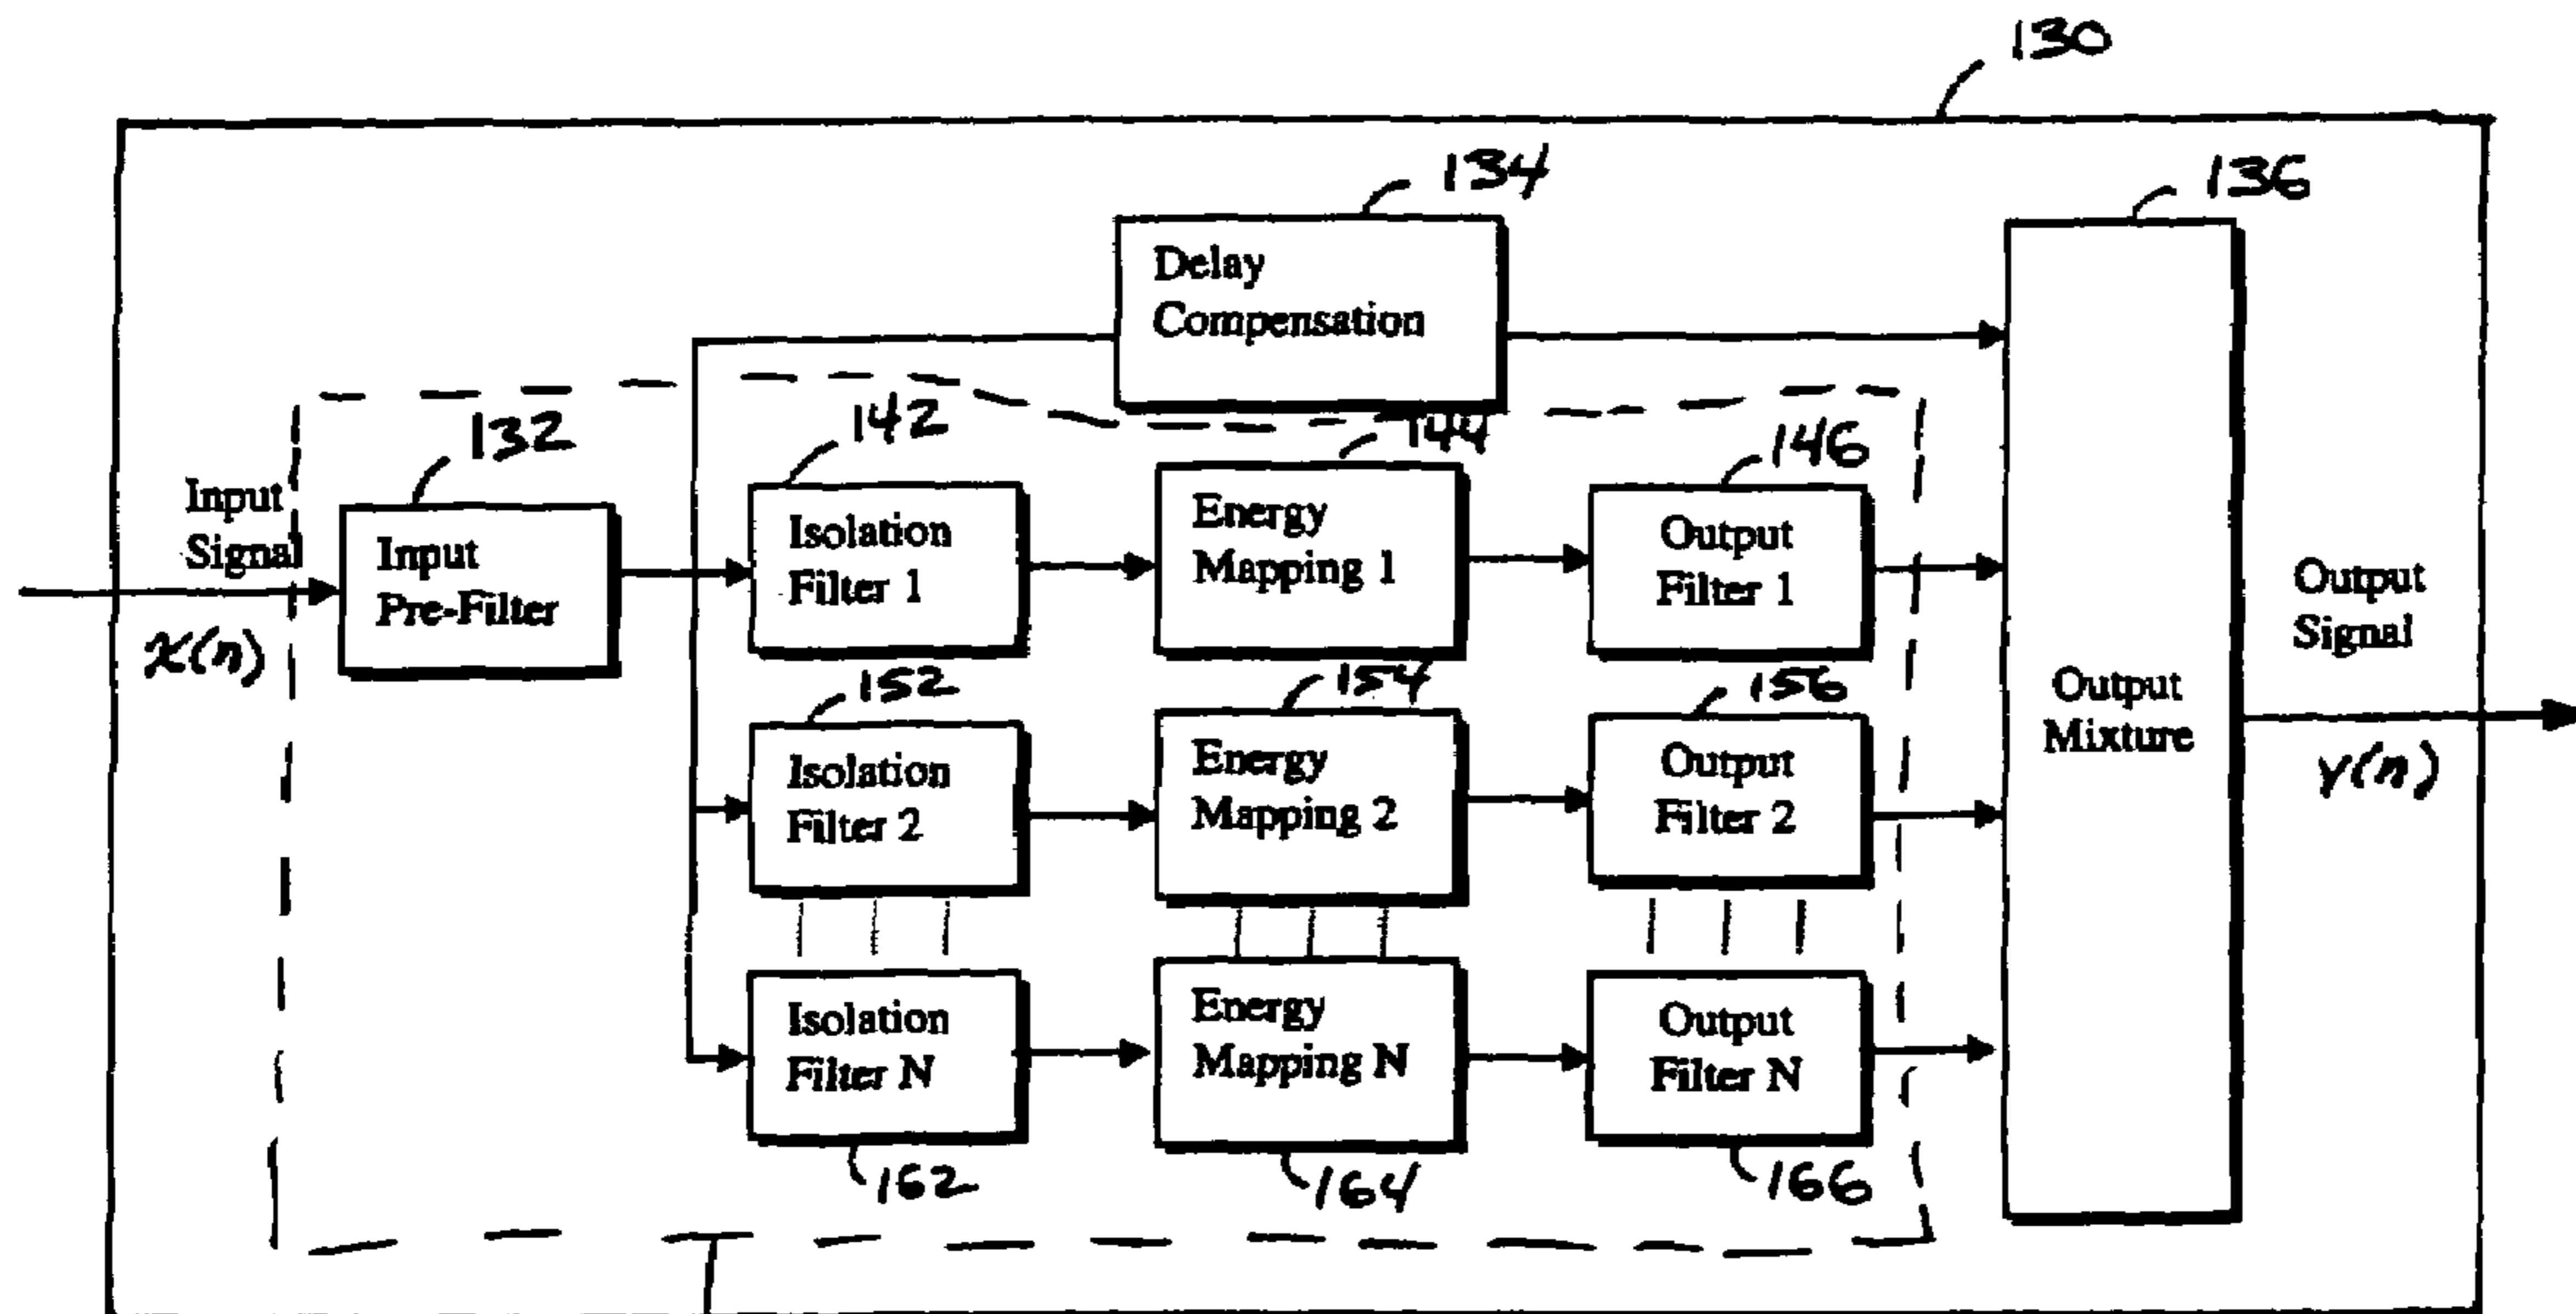 130
134
136
Delay
Compensation
132
142
144
146
Input
Signal
Input
Pre-Filter
Isolation
Filter 1
Energy
Mapping 1
Output
Filter 1
x(n)
152
154
156
Isolation
Filter 2
Energy
Mapping 2
Output
Filter 2
Output
Mixture
Output
Signal
y(n)
Isolation
Filter N
Energy
Mapping N
Output
Filter N
162
164
166